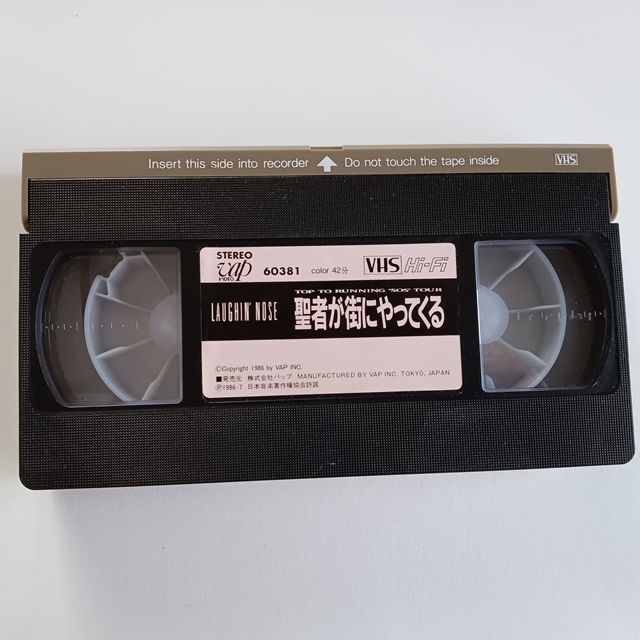 Insert this side into recorder Do not touch the tape inside VHS
STEREO
vap
VIDEO
60381 color 42分 VHS Hi-Fi
TOP TO RUNNING "SOS" TOUR
LAUGHIN' NOSE 聖者が街にやってくる
©Copyright 1986 by VAP INC.
■発売元 株式会社バップ MANUFACTURED BY VAP INC. TOKYO, JAPAN
Ⓟ1986・7 日本音楽著作権協会許諾